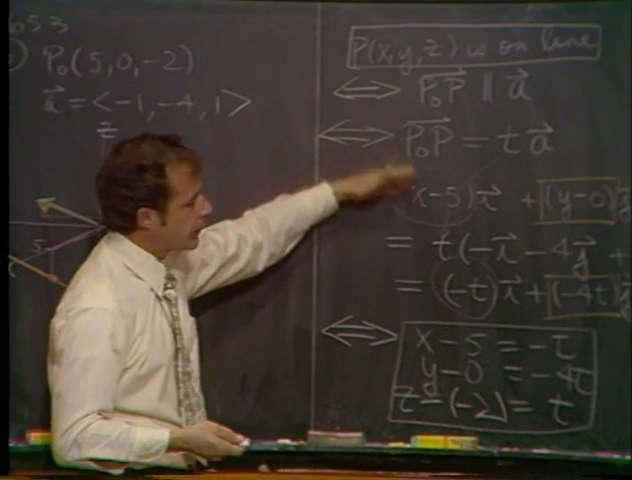 653
P₀(5,0,-2)
a⃗ = <-1,-4,1>
z
5
P(x,y,z) is on line
⟺ P₀P⃗ ∥ a⃗
⟺ P₀P⃗ = t a⃗
x-5)i⃗ + (y-0)j⃗
= t(-i⃗ - 4j⃗ +
= (-t)i⃗ + (-4t)j⃗
⟺ x-5 = -t
y-0 = -4t
z-(-2) = t